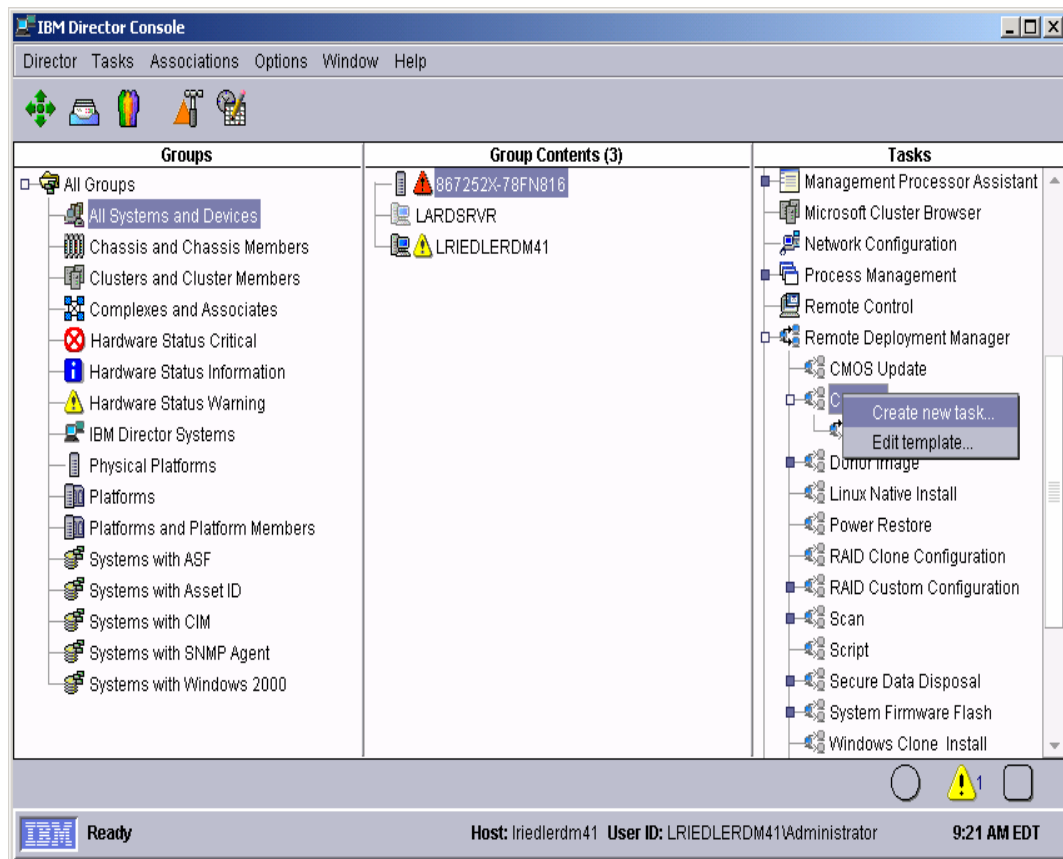 IBM Director Console
Director Tasks Associations Options Window Help
Groups
All Groups
All Systems and Devices
Chassis and Chassis Members
Clusters and Cluster Members
Complexes and Associates
Hardware Status Critical
Hardware Status Information
Hardware Status Warning
IBM Director Systems
Physical Platforms
Platforms
Platforms and Platform Members
Systems with ASF
Systems with Asset ID
Systems with CIM
Systems with SNMP Agent
Systems with Windows 2000
Group Contents (3)
867252X-78FN816
LARDSRVR
LRIEDLERDM41
Tasks
Management Processor Assistant
Microsoft Cluster Browser
Network Configuration
Process Management
Remote Control
Remote Deployment Manager
CMOS Update
C
Create new task...
Edit template...
Donor Image
Linux Native Install
Power Restore
RAID Clone Configuration
RAID Custom Configuration
Scan
Script
Secure Data Disposal
System Firmware Flash
Windows Clone Install
1
IBM
Ready
Host: lriedlerdm41 User ID: LRIEDLERDM41\Administrator
9:21 AM EDT